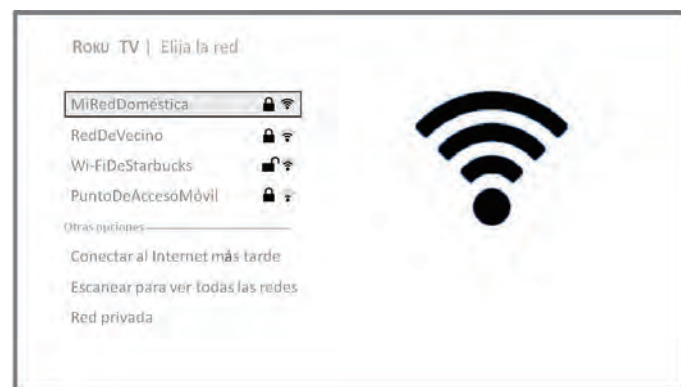 ROKU TV | Elija la red
MiRedDoméstica
RedDeVecino
Wi-FiDeStarbucks
PuntoDeAccesoMóvil
Otras opciones
Conectar al Internet más tarde
Escanear para ver todas las redes
Red privada